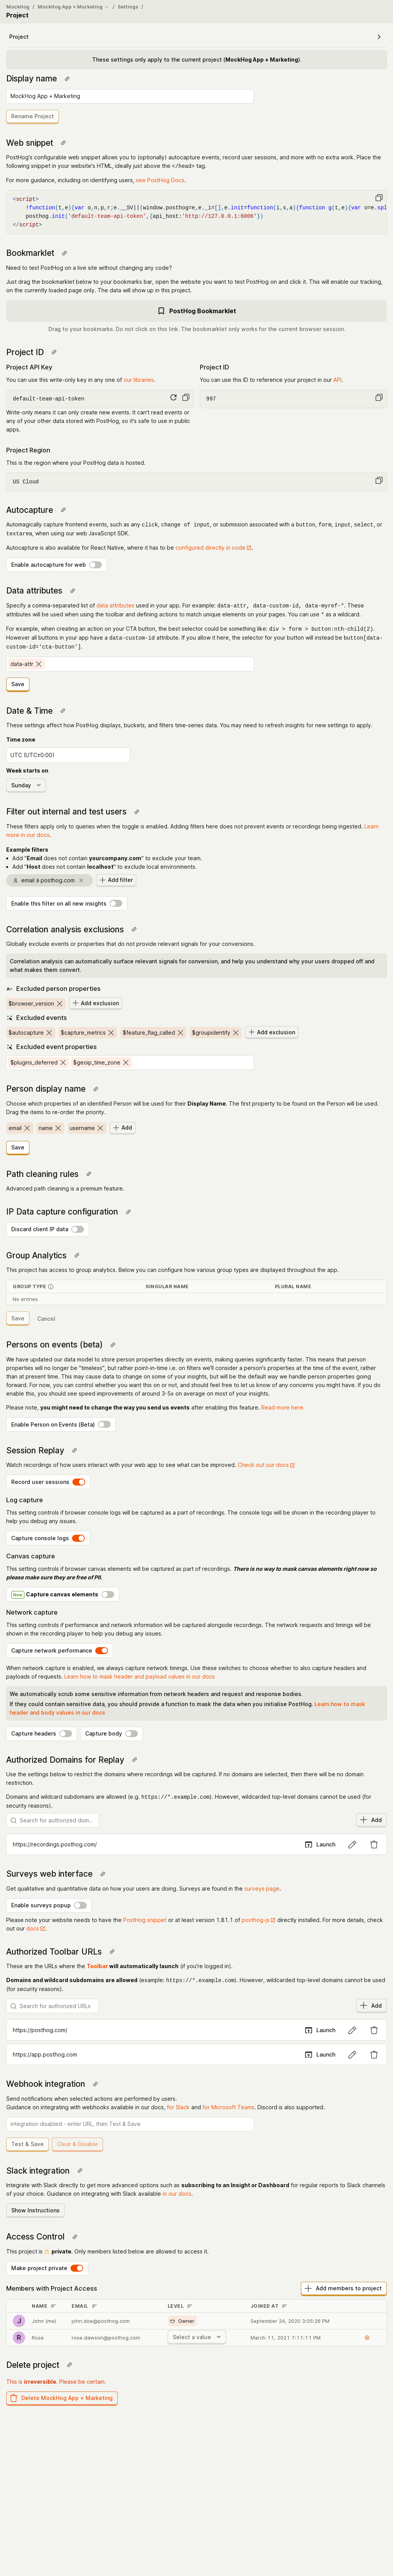 MockHog / MockHog App + Marketing / Settings /
Project
Project
These settings only apply to the current project (MockHog App + Marketing).
Display name
MockHog App + Marketing
Rename Project
Web snippet
PostHog's configurable web snippet allows you to (optionally) autocapture events, record user sessions, and more with no extra work. Place the
following snippet in your website's HTML, ideally just above the </head> tag.
For more guidance, including on identifying users, see PostHog Docs.
<script>
!function(t,e){var o,n,p,r;e.__SV||(window.posthog=e,e._i=[],e.init=function(i,s,a){function g(t,e){var o=e.spl
posthog.init('default-team-api-token',{api_host:'http://127.0.0.1:6006'})
</script>
Bookmarklet
Need to test PostHog on a live site without changing any code?
Just drag the bookmarklet below to your bookmarks bar, open the website you want to test PostHog on and click it. This will enable our tracking,
on the currently loaded page only. The data will show up in this project.
PostHog Bookmarklet
Drag to your bookmarks. Do not click on this link. The bookmarklet only works for the current browser session.
Project ID
Project API Key
You can use this write-only key in any one of our libraries.
default-team-api-token
Write-only means it can only create new events. It can't read events or
any of your other data stored with PostHog, so it's safe to use in public
apps.
Project ID
You can use this ID to reference your project in our API.
997
Project Region
This is the region where your PostHog data is hosted.
US Cloud
Autocapture
Automagically capture frontend events, such as any click, change of input, or submission associated with a button, form, input, select, or
textarea, when using our web JavaScript SDK.
Autocapture is also available for React Native, where it has to be configured directly in code.
Enable autocapture for web
Data attributes
Specify a comma-separated list of data attributes used in your app. For example: data-attr, data-custom-id, data-myref-*. These
attributes will be used when using the toolbar and defining actions to match unique elements on your pages. You can use * as a wildcard.
For example, when creating an action on your CTA button, the best selector could be something like: div > form > button:nth-child(2).
However all buttons in your app have a data-custom-id attribute. If you allow it here, the selector for your button will instead be button[data-
custom-id='cta-button'].
data-attr
Save
Date & Time
These settings affect how PostHog displays, buckets, and filters time-series data. You may need to refresh insights for new settings to apply.
Time zone
UTC (UTC±0:00)
Week starts on
Sunday
Filter out internal and test users
These filters apply only to queries when the toggle is enabled. Adding filters here does not prevent events or recordings being ingested. Learn
more in our docs.
Example filters
Add "Email does not contain yourcompany.com" to exclude your team.
Add "Host does not contain localhost" to exclude local environments.
email ∌ posthog.com
Add filter
Enable this filter on all new insights
Correlation analysis exclusions
Globally exclude events or properties that do not provide relevant signals for your conversions.
Correlation analysis can automatically surface relevant signals for conversion, and help you understand why your users dropped off and
what makes them convert.
Excluded person properties
$browser_version
Add exclusion
Excluded events
$autocapture $capture_metrics $feature_flag_called $groupidentify Add exclusion
Excluded event properties
$plugins_deferred $geoip_time_zone
Person display name
Choose which properties of an identified Person will be used for their Display Name. The first property to be found on the Person will be used.
Drag the items to re-order the priority.
email name username Add
Save
Path cleaning rules
Advanced path cleaning is a premium feature.
IP Data capture configuration
Discard client IP data
Group Analytics
This project has access to group analytics. Below you can configure how various group types are displayed throughout the app.
GROUP TYPE SINGULAR NAME PLURAL NAME
No entries
Save Cancel
Persons on events (beta)
We have updated our data model to store person properties directly on events, making queries significantly faster. This means that person
properties will no longer be "timeless", but rather point-in-time i.e. on filters we'll consider a person's properties at the time of the event, rather
than at present time. This may cause data to change on some of your insights, but will be the default way we handle person properties going
forward. For now, you can control whether you want this on or not, and should feel free to let us know of any concerns you might have. If you do
enable this, you should see speed improvements of around 3-5x on average on most of your insights.
Please note, you might need to change the way you send us events after enabling this feature. Read more here.
Enable Person on Events (Beta)
Session Replay
Watch recordings of how users interact with your web app to see what can be improved. Check out our docs
Record user sessions
Log capture
This setting controls if browser console logs will be captured as a part of recordings. The console logs will be shown in the recording player to
help you debug any issues.
Capture console logs
Canvas capture
This setting controls if browser canvas elements will be captured as part of recordings. There is no way to mask canvas elements right now so
please make sure they are free of PII.
New Capture canvas elements
Network capture
This setting controls if performance and network information will be captured alongside recordings. The network requests and timings will be
shown in the recording player to help you debug any issues.
Capture network performance
When network capture is enabled, we always capture network timings. Use these switches to choose whether to also capture headers and
payloads of requests. Learn how to mask header and payload values in our docs
We automatically scrub some sensitive information from network headers and request and response bodies.
If they could contain sensitive data, you should provide a function to mask the data when you initialise PostHog. Learn how to mask
header and body values in our docs
Capture headers Capture body
Authorized Domains for Replay
Use the settings below to restrict the domains where recordings will be captured. If no domains are selected, then there will be no domain
restriction.
Domains and wildcard subdomains are allowed (e.g. https://*.example.com). However, wildcarded top-level domains cannot be used (for
security reasons).
Search for authorized dom... Add
https://recordings.posthog.com/ Launch
Surveys web interface
Get qualitative and quantitative data on how your users are doing. Surveys are found in the surveys page.
Enable surveys popup
Please note your website needs to have the PostHog snippet or at least version 1.81.1 of posthog-js directly installed. For more details, check
out our docs.
Authorized Toolbar URLs
These are the URLs where the Toolbar will automatically launch (if you're logged in).
Domains and wildcard subdomains are allowed (example: https://*.example.com). However, wildcarded top-level domains cannot be used
(for security reasons).
Search for authorized URLs Add
https://posthog.com/ Launch
https://app.posthog.com Launch
Webhook integration
Send notifications when selected actions are performed by users.
Guidance on integrating with webhooks available in our docs, for Slack and for Microsoft Teams. Discord is also supported.
integration disabled - enter URL, then Test & Save
Test & Save Clear & Disable
Slack integration
Integrate with Slack directly to get more advanced options such as subscribing to an Insight or Dashboard for regular reports to Slack channels
of your choice. Guidance on integrating with Slack available in our docs.
Show Instructions
Access Control
This project is 🔒 private. Only members listed below are allowed to access it.
Make project private
Members with Project Access Add members to project
NAME EMAIL LEVEL JOINED AT
J John (me) john.doe@posthog.com Owner September 24, 2020 3:05:26 PM
R Rose rose.dawson@posthog.com Select a value March 11, 2021 7:11:11 PM
Delete project
This is irreversible. Please be certain.
Delete MockHog App + Marketing